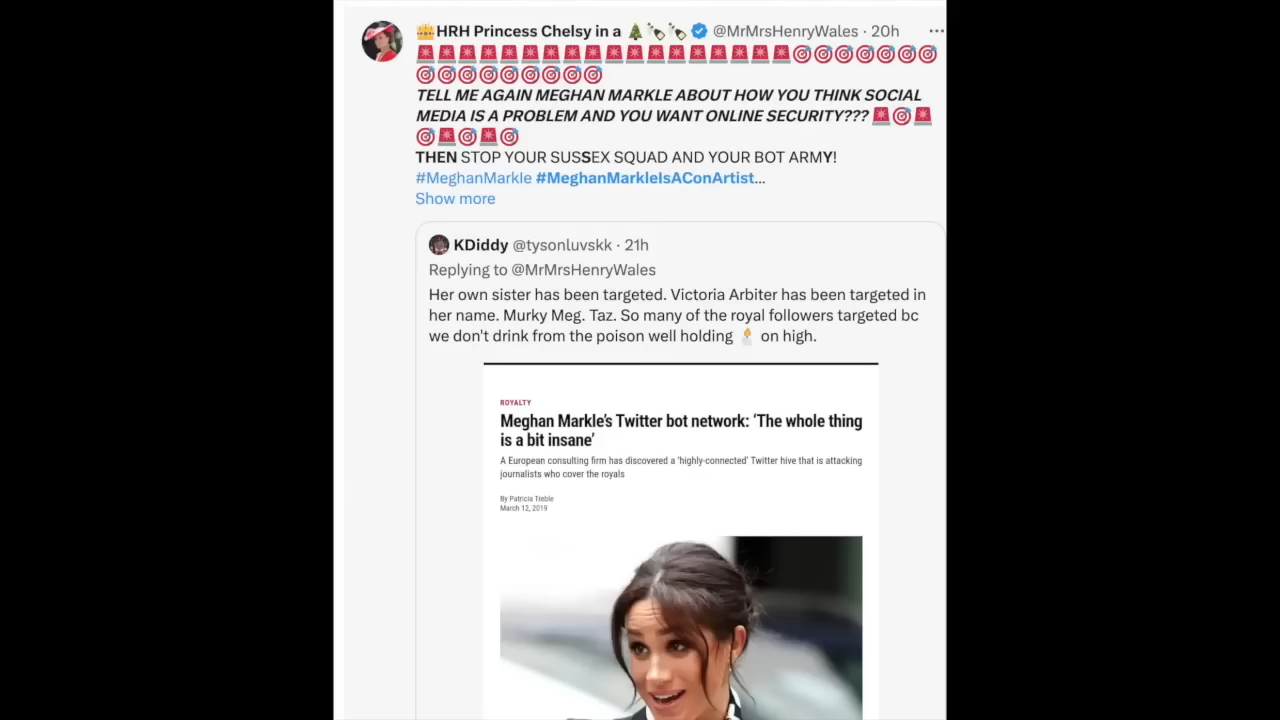 👑HRH Princess Chelsy in a 🎄🍾🍾 @MrMrsHenryWales · 20h
🚨🚨🚨🚨🚨🚨🚨🚨🚨🚨🚨🚨🚨🚨🚨🚨🚨🚨🎯🎯🎯🎯🎯🎯🎯
🎯🎯🎯🎯🎯🎯🎯🎯🎯
TELL ME AGAIN MEGHAN MARKLE ABOUT HOW YOU THINK SOCIAL
MEDIA IS A PROBLEM AND YOU WANT ONLINE SECURITY??? 🚨🎯🚨
🎯🚨🎯🚨🎯
THEN STOP YOUR SUSSEX SQUAD AND YOUR BOT ARMY!
#MeghanMarkle #MeghanMarkleIsAConArtist...
Show more
KDiddy @tysonluvskk · 21h
Replying to @MrMrsHenryWales
Her own sister has been targeted. Victoria Arbiter has been targeted in
her name. Murky Meg. Taz. So many of the royal followers targeted bc
we don't drink from the poison well holding 🕯️ on high.
ROYALTY
Meghan Markle's Twitter bot network: 'The whole thing
is a bit insane'
A European consulting firm has discovered a 'highly-connected' Twitter hive that is attacking
journalists who cover the royals
By Patricia Treble
March 12, 2019